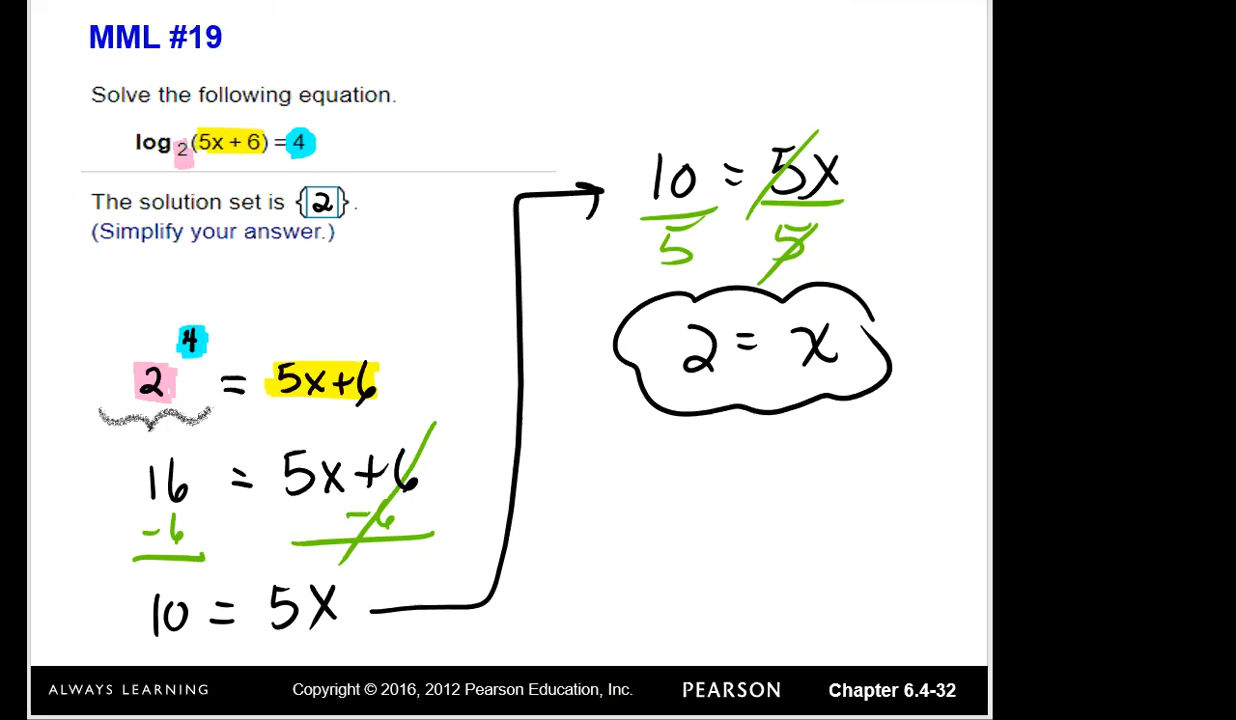 MML #19
Solve the following equation.
log₂(5x + 6) = 4
The solution set is {2}.
(Simplify your answer.)
2⁴ = 5x+6
16 = 5x+6
-6 -6
10 = 5x
10 = 5x
5 5
2 = x
ALWAYS LEARNING Copyright © 2016, 2012 Pearson Education, Inc. PEARSON Chapter 6.4-32